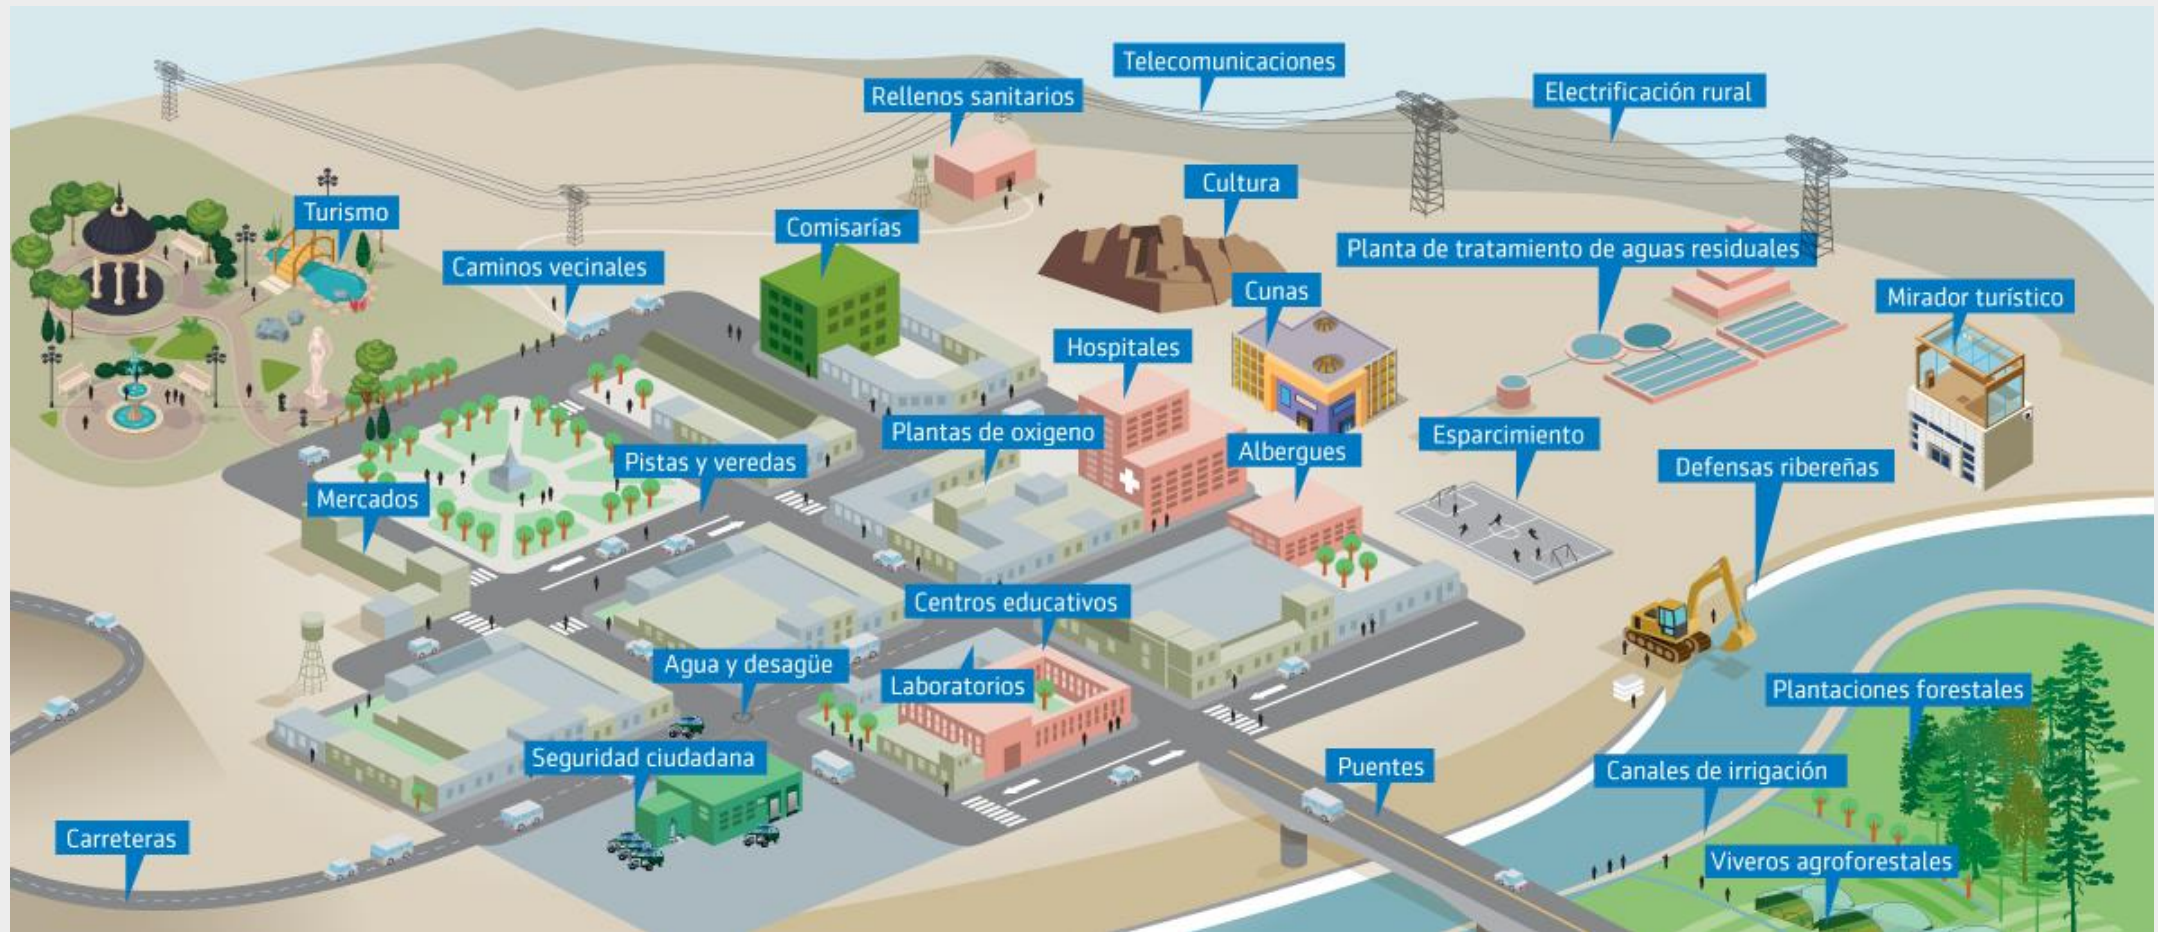 Telecomunicaciones
Rellenos sanitarios
Electrificación rural
Cultura
Turismo
Comisarías
Planta de tratamiento de aguas residuales
Caminos vecinales
Cunas
Mirador turístico
Hospitales
Plantas de oxigeno
Esparcimiento
Albergues
Pistas y veredas
Defensas ribereñas
Mercados
Centros educativos
Agua y desagüe
Laboratorios
Plantaciones forestales
Seguridad ciudadana
Puentes
Canales de irrigación
Carreteras
Viveros agroforestales